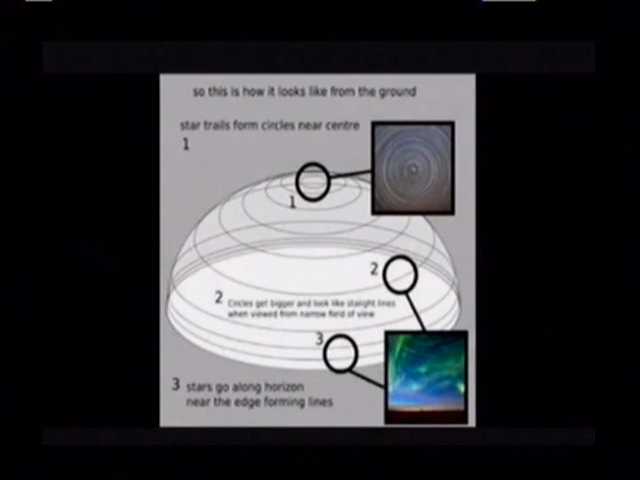 so this is how it looks like from the ground
star trails form circles near centre
1
1
2
2 Circles get bigger and look like staight lines
when viewed from narrow field of view
3
3 stars go along horizon
near the edge forming lines